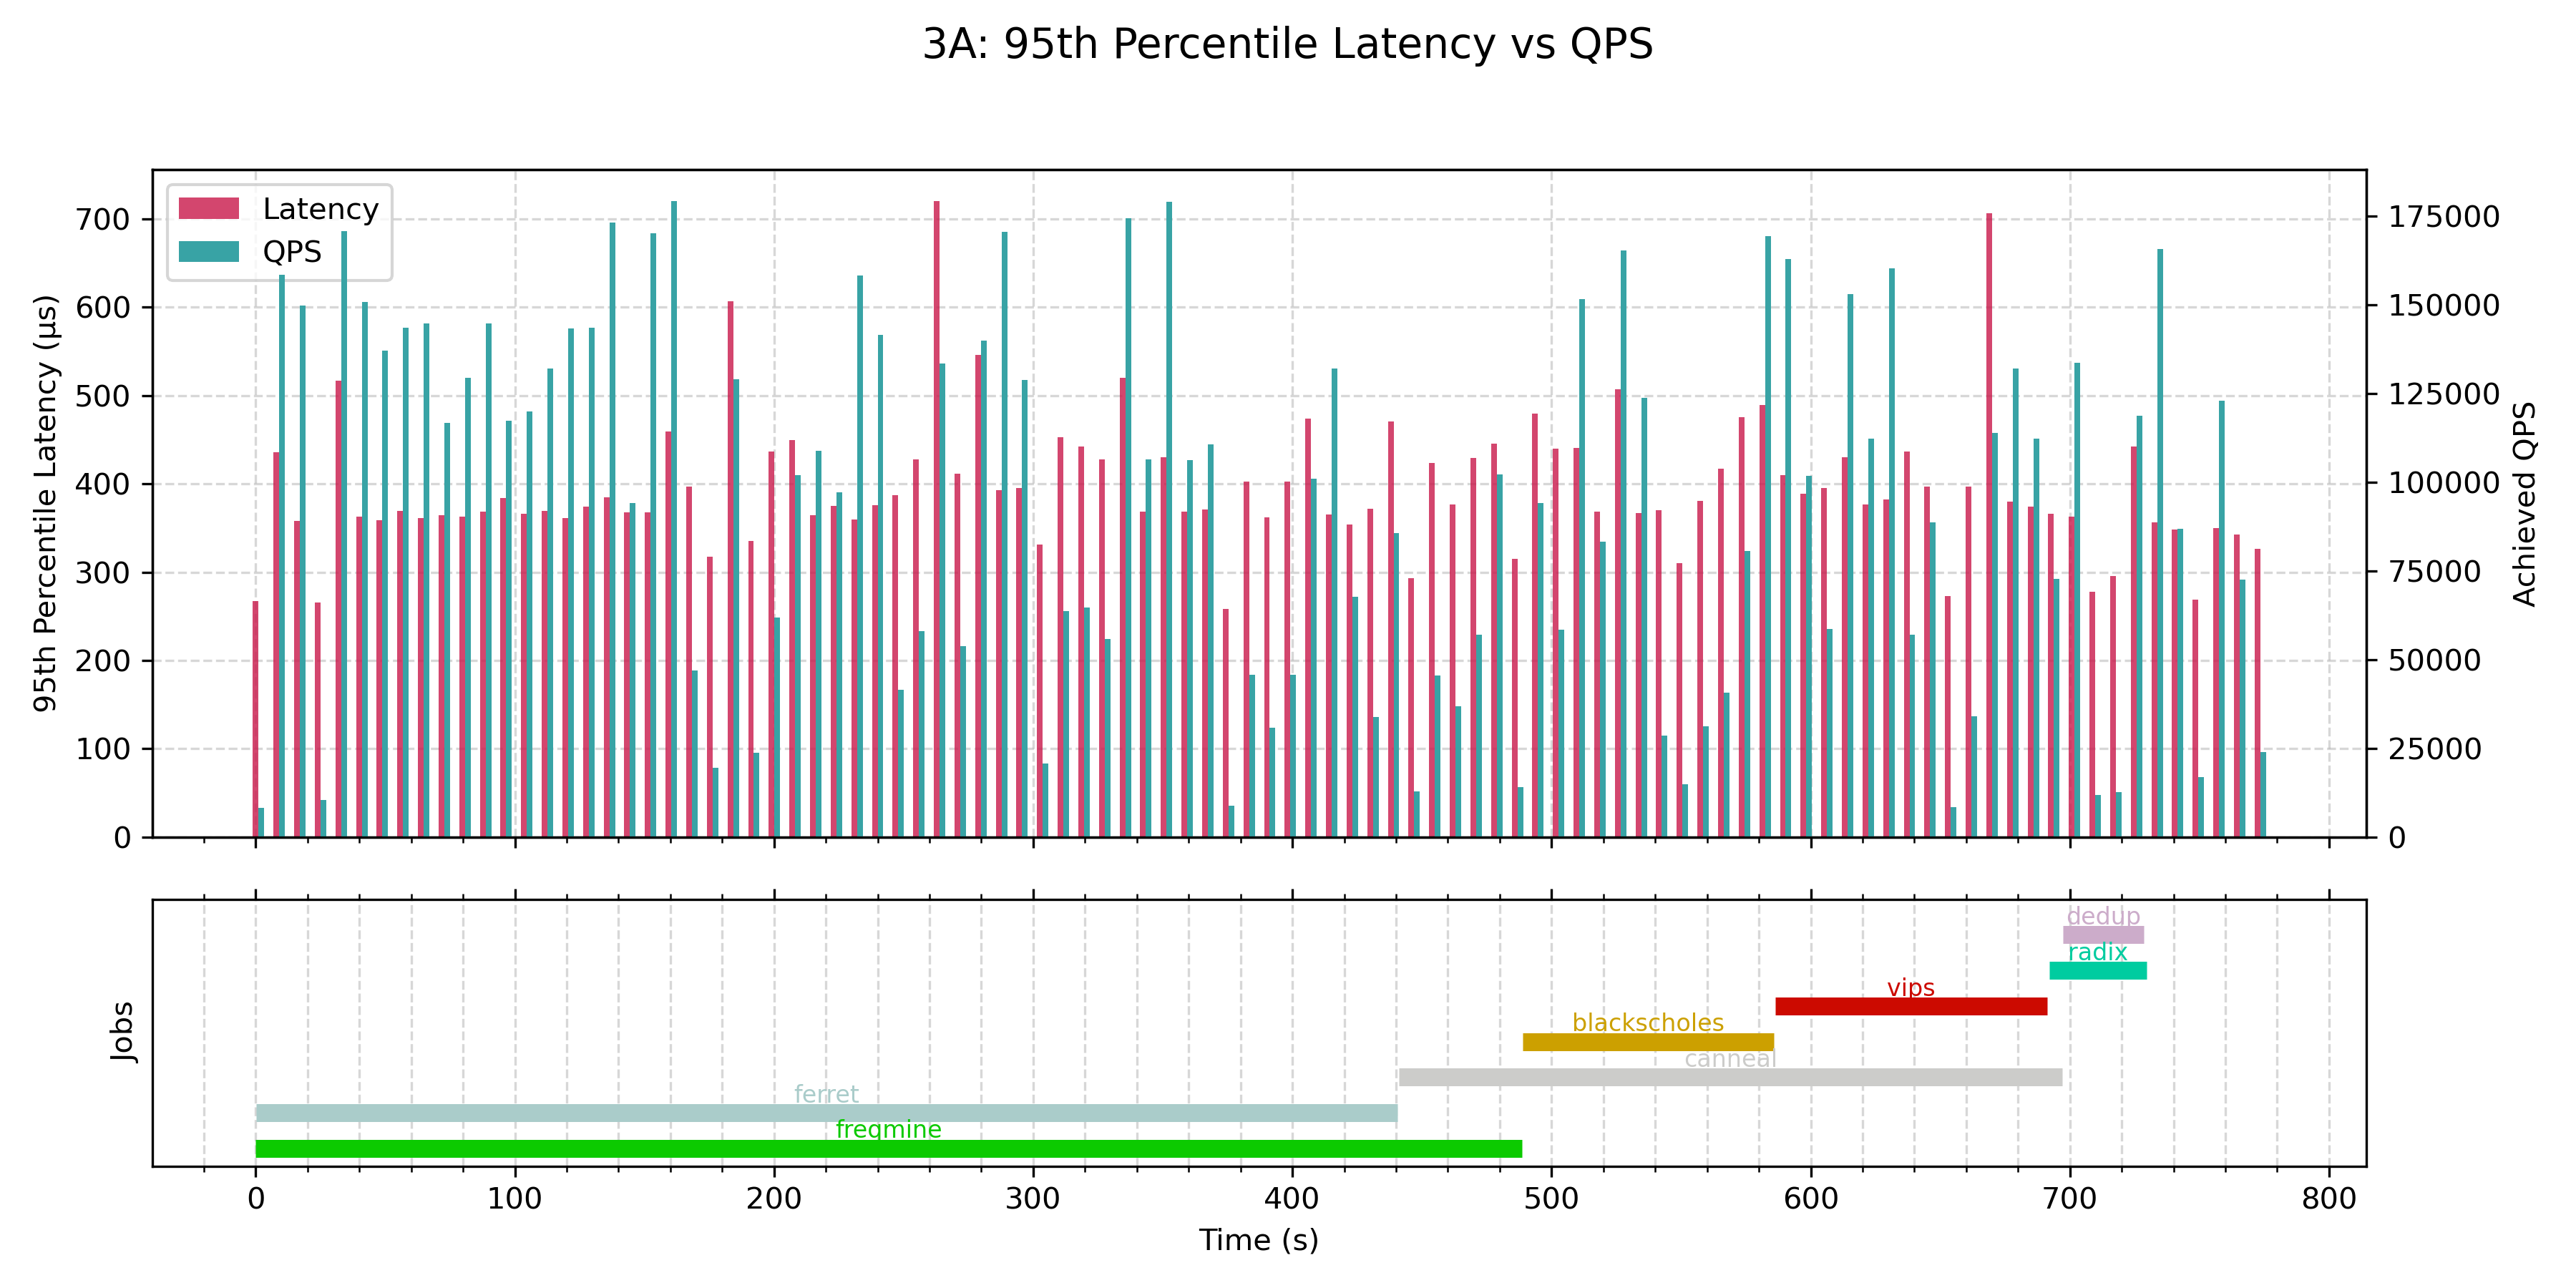 3A: 95th Percentile Latency vs QPS
Latency
QPS
95th Percentile Latency (µs)
700
600
500
400
300
200
100
0
Achieved QPS
175000
150000
125000
100000
75000
50000
25000
0
Jobs
dedup
radix
vips
blackscholes
canneal
ferret
freqmine
0 100 200 300 400 500 600 700 800
Time (s)